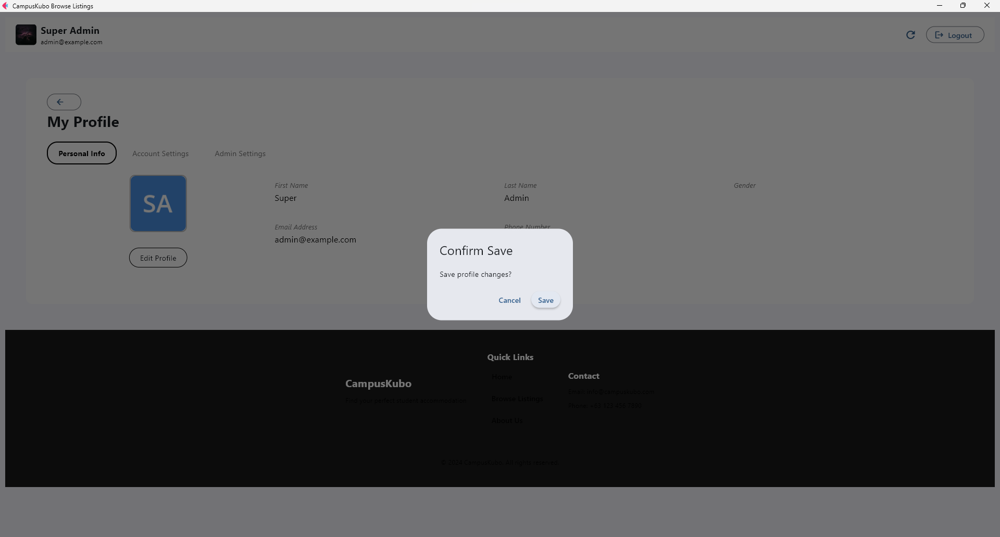 CampusKubo Browse Listings
Super Admin
admin@example.com
Logout
My Profile
Personal Info
Account Settings
Admin Settings
SA
Edit Profile
First Name
Super
Last Name
Admin
Gender
Email Address
admin@example.com
Phone Number
Confirm Save
Save profile changes?
Cancel
Save
CampusKubo
Find your perfect student accommodation
Quick Links
Home
Browse Listings
About Us
Contact
Email: info@campuskubo.com
Phone: +63 123 456 7890
© 2024 CampusKubo. All rights reserved.